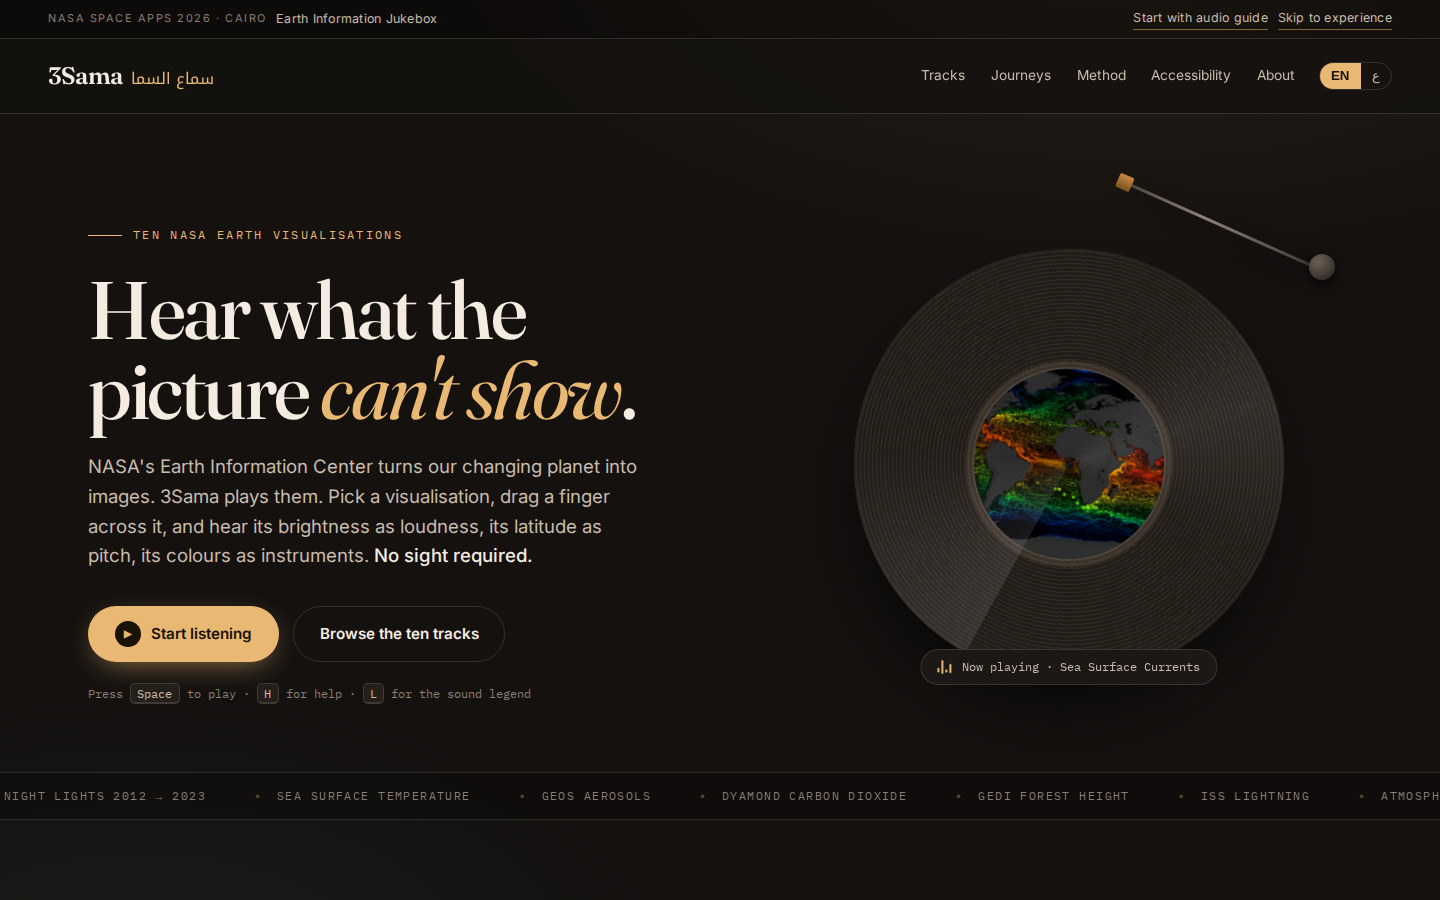 NASA SPACE APPS 2026 · CAIRO Earth Information Jukebox
Start with audio guide Skip to experience
3Sama سماع السما
Tracks Journeys Method Accessibility About EN ع
TEN NASA EARTH VISUALISATIONS
Hear what the
picture can't show.
NASA's Earth Information Center turns our changing planet into
images. 3Sama plays them. Pick a visualisation, drag a finger
across it, and hear its brightness as loudness, its latitude as
pitch, its colours as instruments. No sight required.
Start listening Browse the ten tracks
Press Space to play · H for help · L for the sound legend
Now playing · Sea Surface Currents
NIGHT LIGHTS 2012 → 2023 ∘ SEA SURFACE TEMPERATURE ∘ GEOS AEROSOLS ∘ DYAMOND CARBON DIOXIDE ∘ GEDI FOREST HEIGHT ∘ ISS LIGHTNING ∘ ATMOSPH